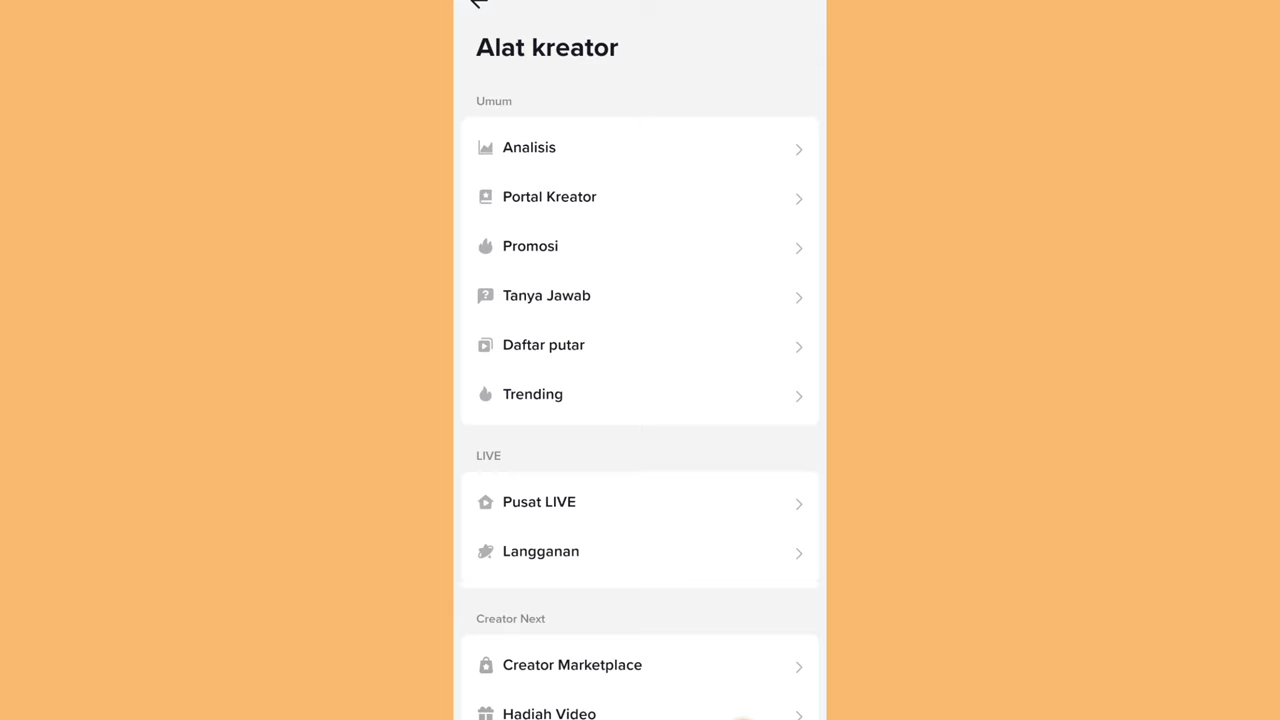 Alat kreator
Umum
Analisis
Portal Kreator
Promosi
Tanya Jawab
Daftar putar
Trending
LIVE
Pusat LIVE
Langganan
Creator Next
Creator Marketplace
Hadiah Video